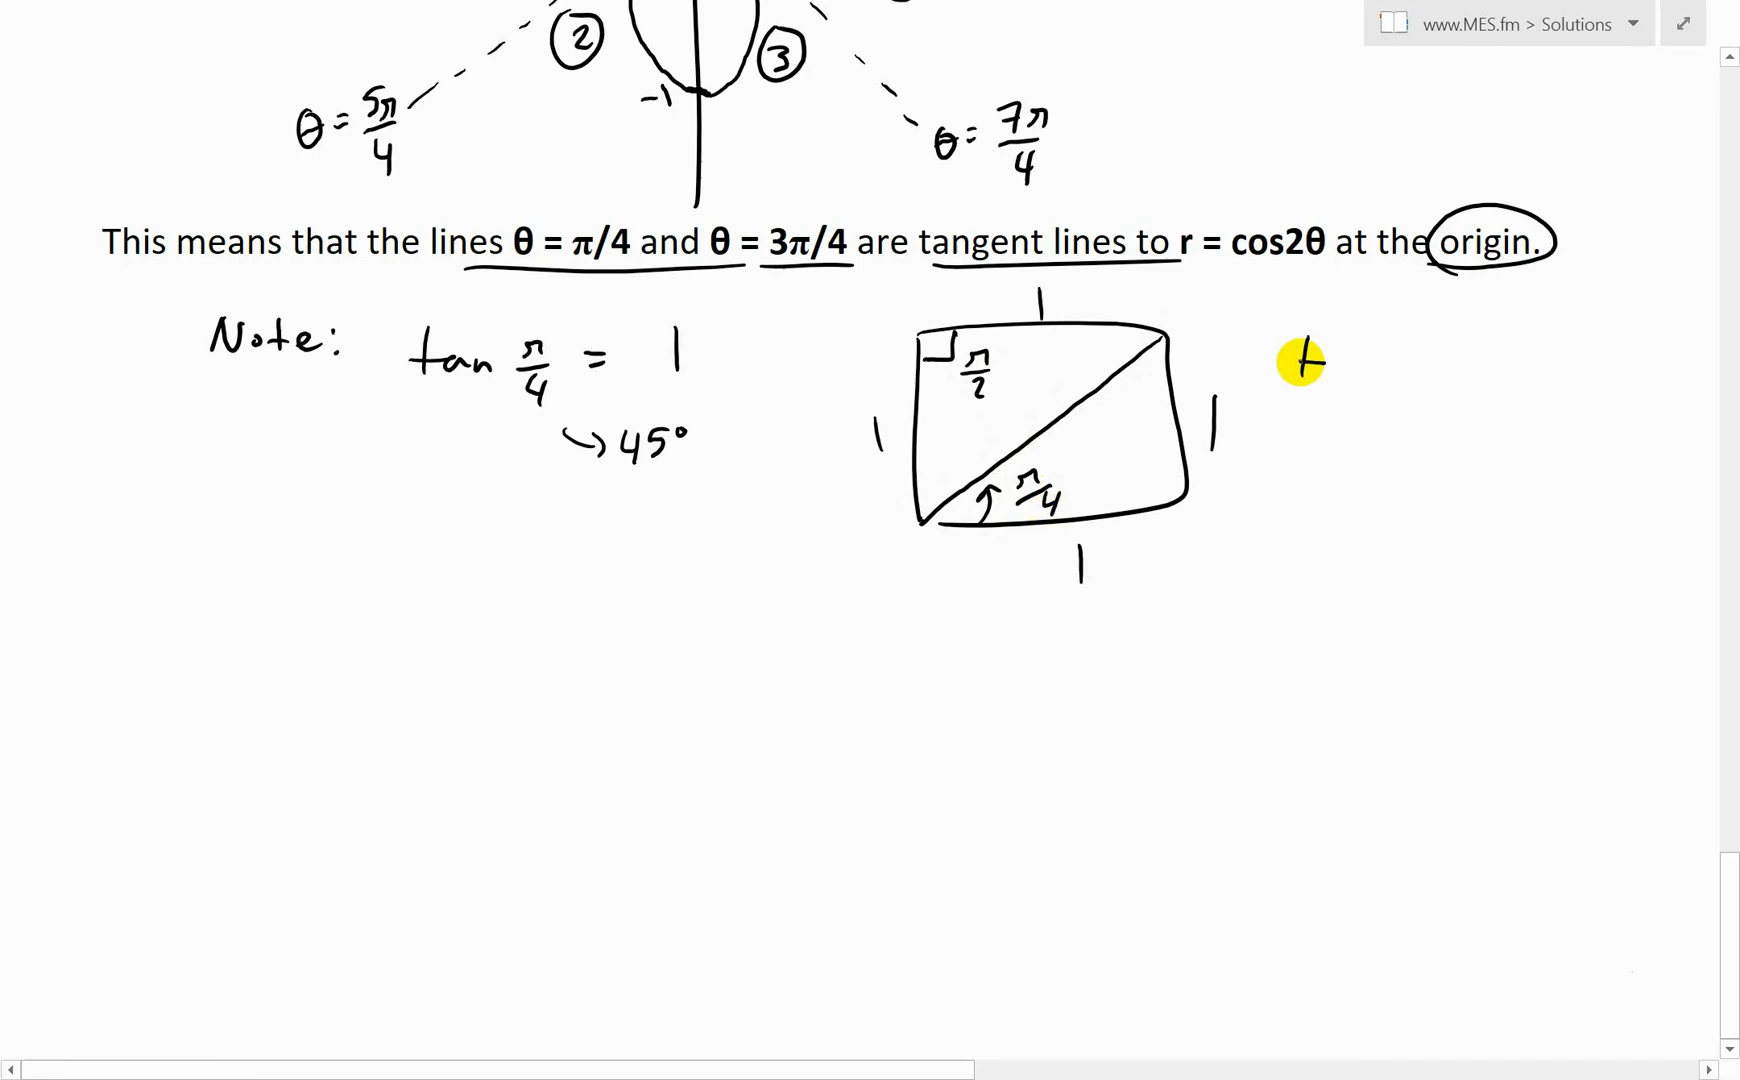 www.MES.fm > Solutions
2
3
-1
θ = 5π/4
θ = 7π/4
This means that the lines θ = π/4 and θ = 3π/4 are tangent lines to r = cos2θ at the origin.
Note: tan π/4 = 1
↪ 45°
1
π/2
1
1
π/4
1
t